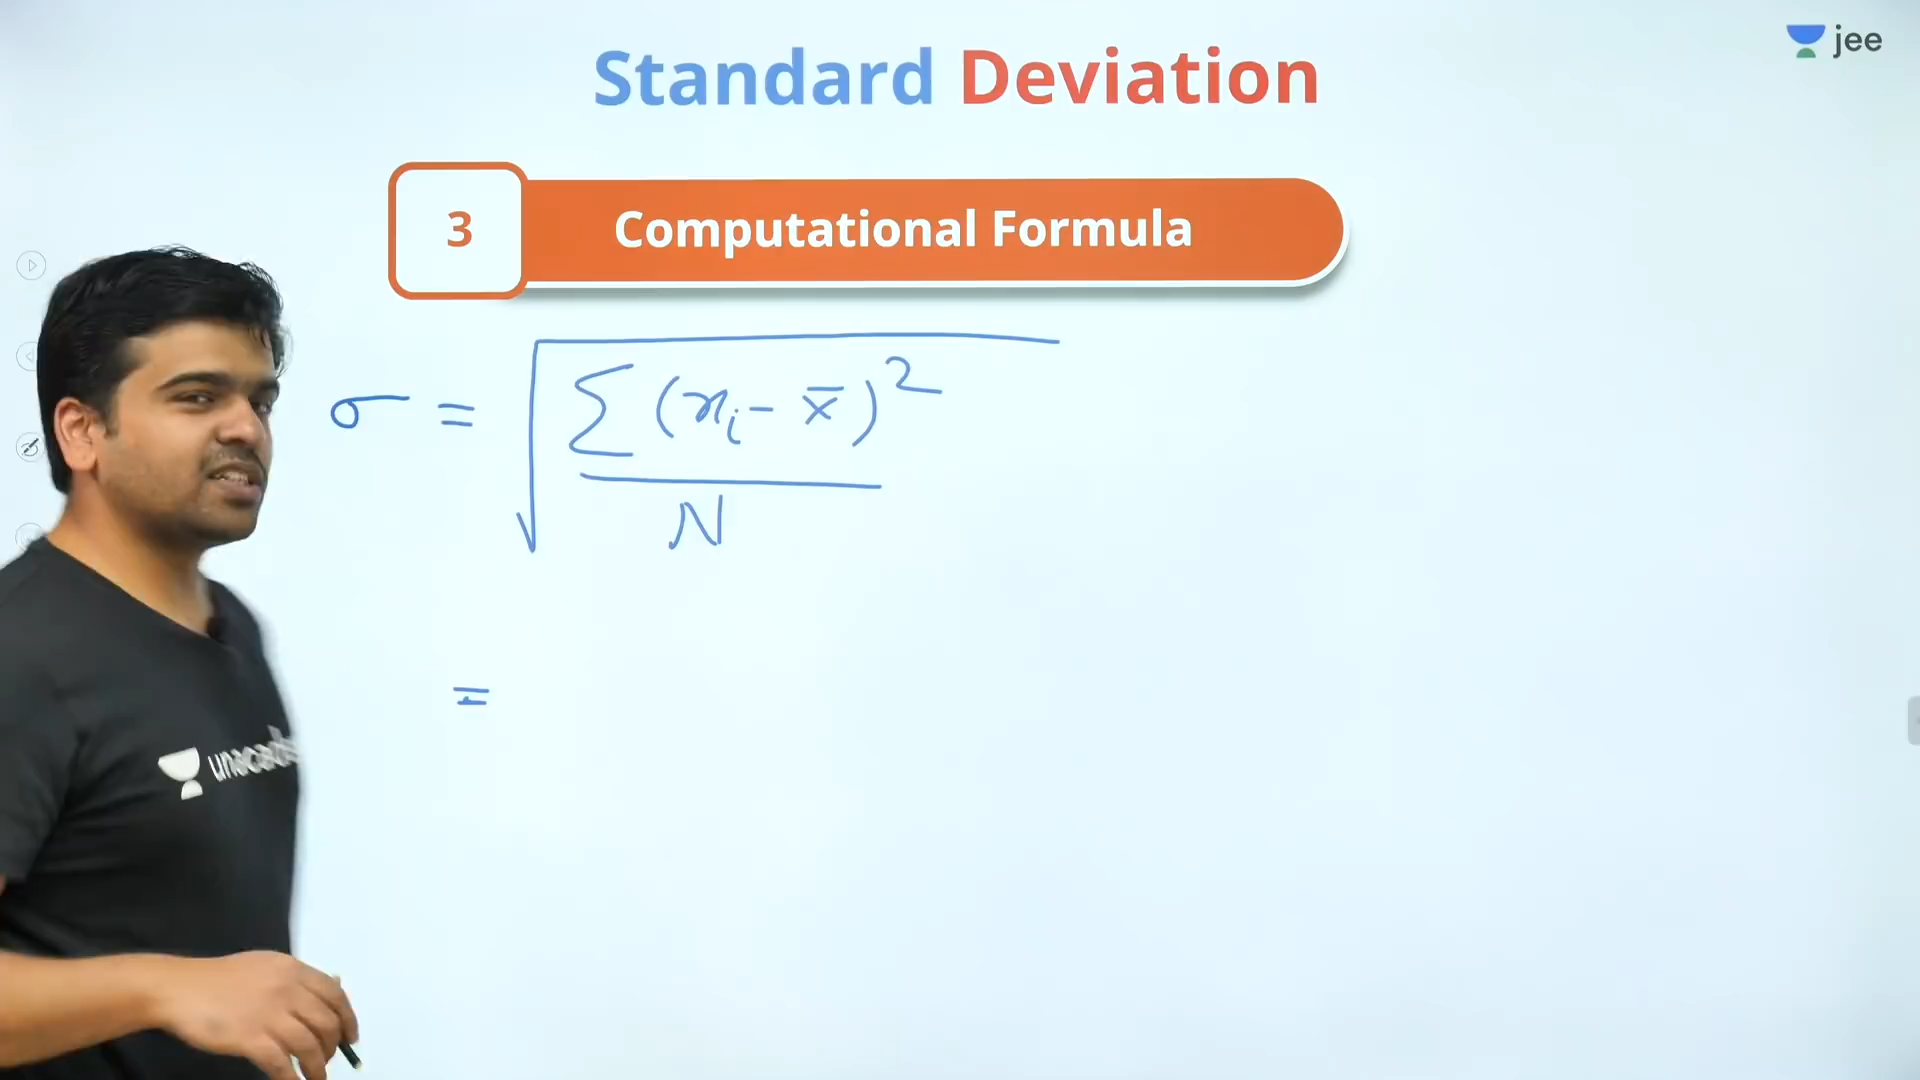 jee
Standard Deviation
3 Computational Formula
σ = √ Σ (xᵢ - x̄)² / N
=